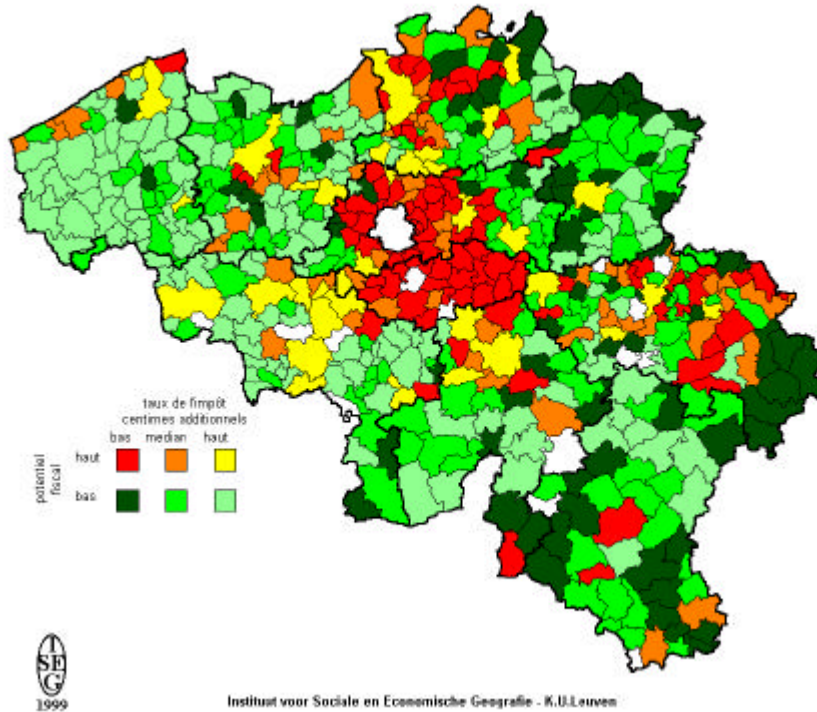 taux de l'impôt
centimes additionnels
bas median haut
potentiel
fiscal
haut
bas
I
SE
G
1999
Instituut voor Sociale en Economische Geografie - K.U.Leuven